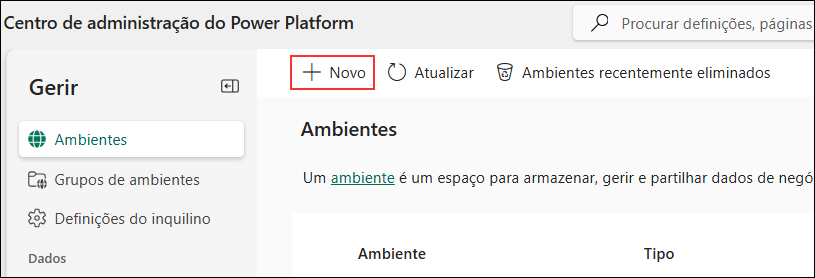 Centro de administração do Power Platform
Procurar definições, páginas
Gerir
Novo
Atualizar
Ambientes recentemente eliminados
Ambientes
Grupos de ambientes
Definições do inquilino
Dados
Ambientes
Um ambiente é um espaço para armazenar, gerir e partilhar dados de negó
Ambiente
Tipo